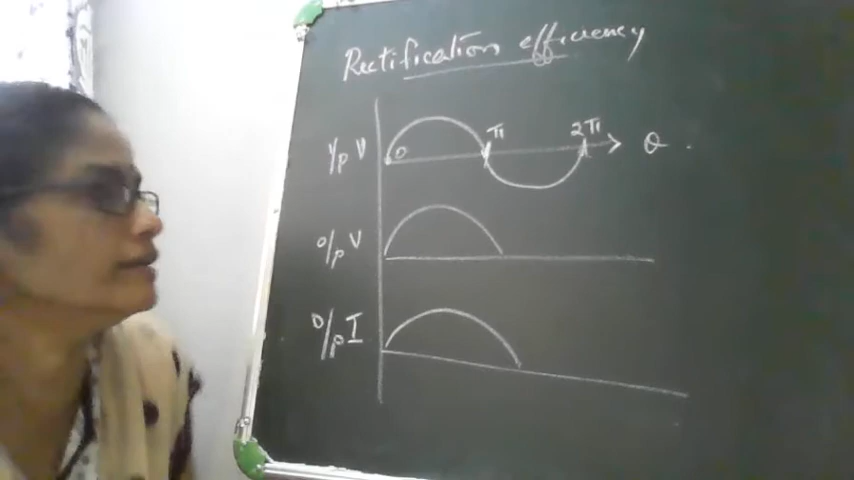 Rectification efficiency
I/p V
0
π
2π
θ
O/p V
O/p I